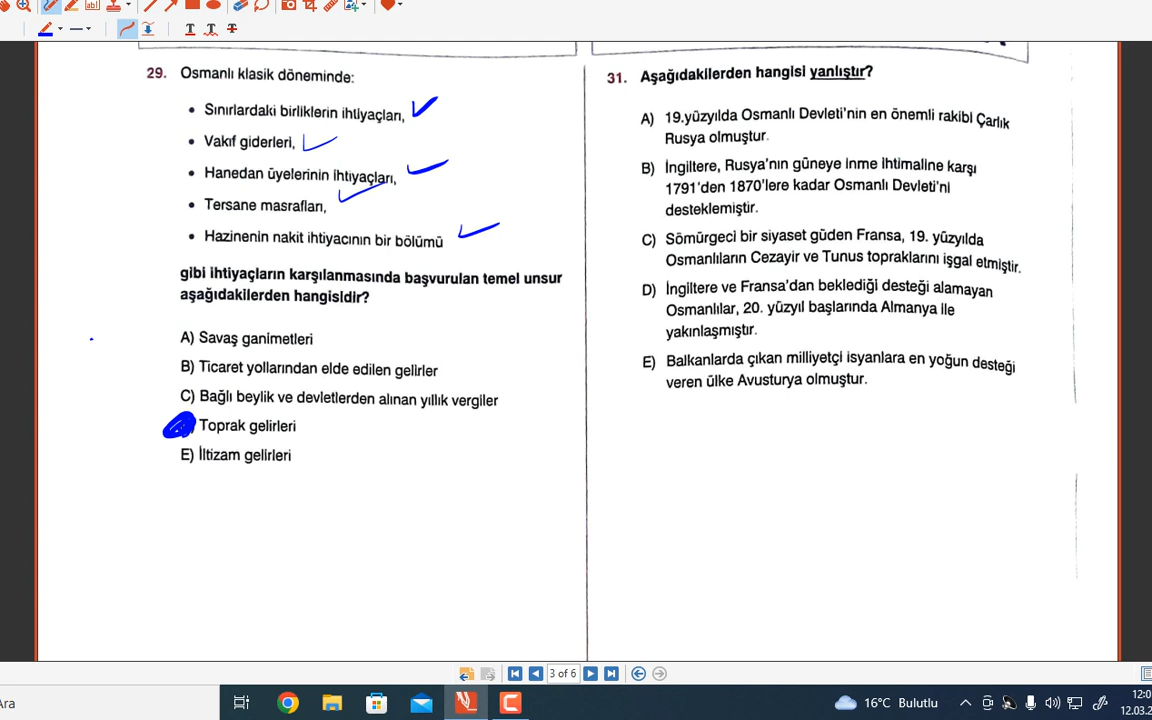 29. Osmanlı klasik döneminde:
• Sınırlardaki birliklerin ihtiyaçları,
• Vakıf giderleri,
• Hanedan üyelerinin ihtiyaçları,
• Tersane masrafları,
• Hazinenin nakit ihtiyacının bir bölümü
gibi ihtiyaçların karşılanmasında başvurulan temel unsur
aşağıdakilerden hangisidir?
A) Savaş ganimetleri
B) Ticaret yollarından elde edilen gelirler
C) Bağlı beylik ve devletlerden alınan yıllık vergiler
Toprak gelirleri
E) İltizam gelirleri
31. Aşağıdakilerden hangisi yanlıştır?
A) 19.yüzyılda Osmanlı Devleti'nin en önemli rakibi Çarlık
Rusya olmuştur.
B) İngiltere, Rusya'nın güneye inme ihtimaline karşı
1791'den 1870'lere kadar Osmanlı Devleti'ni
desteklemiştir.
C) Sömürgeci bir siyaset güden Fransa, 19. yüzyılda
Osmanlıların Cezayir ve Tunus topraklarını işgal etmiştir.
D) İngiltere ve Fransa'dan beklediği desteği alamayan
Osmanlılar, 20. yüzyıl başlarında Almanya ile
yakınlaşmıştır.
E) Balkanlarda çıkan milliyetçi isyanlara en yoğun desteği
veren ülke Avusturya olmuştur.
3 of 6
Ara
16°C Bulutlu
12:0
12.03.2